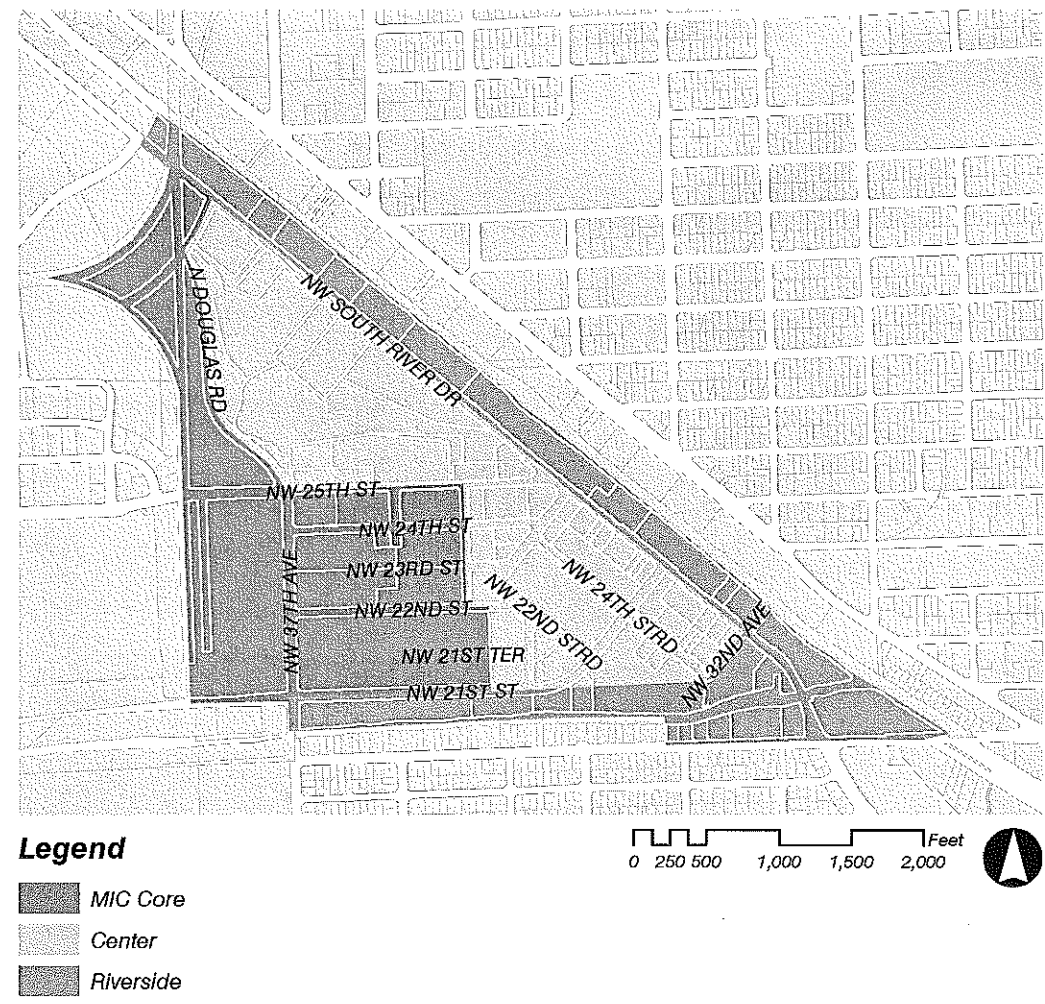 N DOUGLAS RD
NW SOUTH RIVER DR
NW 25TH ST
NW 24TH ST
NW 37TH AVE
NW 23RD ST
NW 22ND ST
NW 22ND STRD
NW 24TH STRD
NW 32ND AVE
NW 21ST TER
NW 21ST ST
Legend
MIC Core
Center
Riverside
Feet
0 250 500 1,000 1,500 2,000